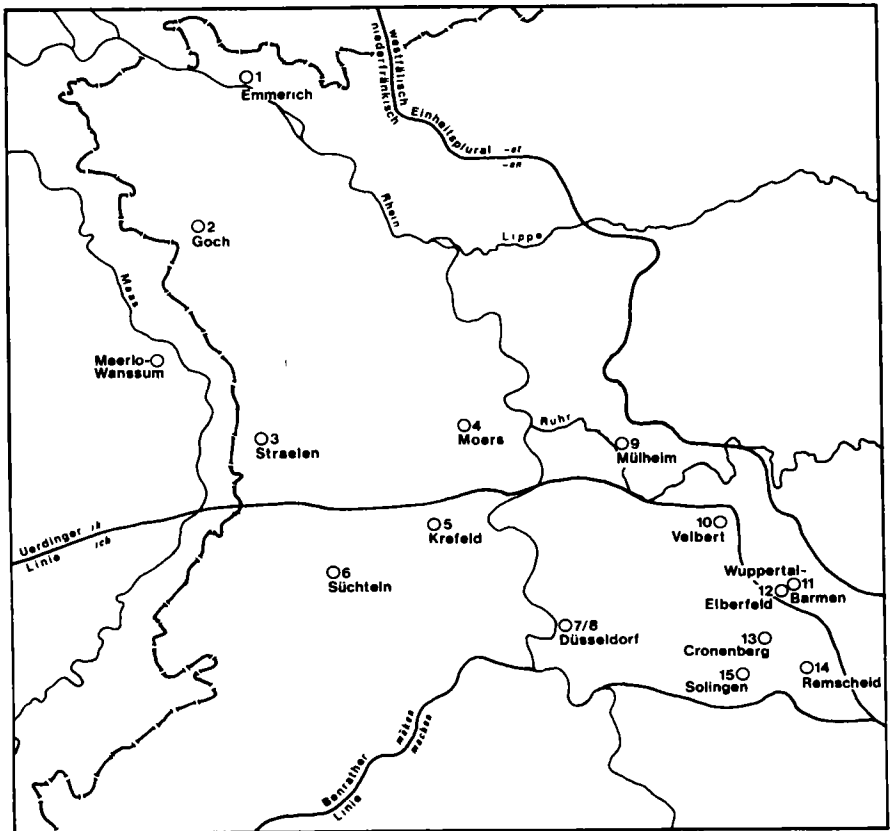 westfälisch
niederfränkisch
1
Emmerich
Einheitsplural -et
-en
2
Goch
Rhein
Lippe
Maas
Meerlo-
Wanssum
3
Straelen
4
Moers
Ruhr
9
Mülheim
Uerdinger ik
Linie ich
5
Krefeld
10
Velbert
6
Süchteln
Wuppertal-
11
12
Barmen
Elberfeld
7/8
Düsseldorf
13
Cronenberg
14
15
Remscheid
Solingen
Benrather
Linie
mäken
machen